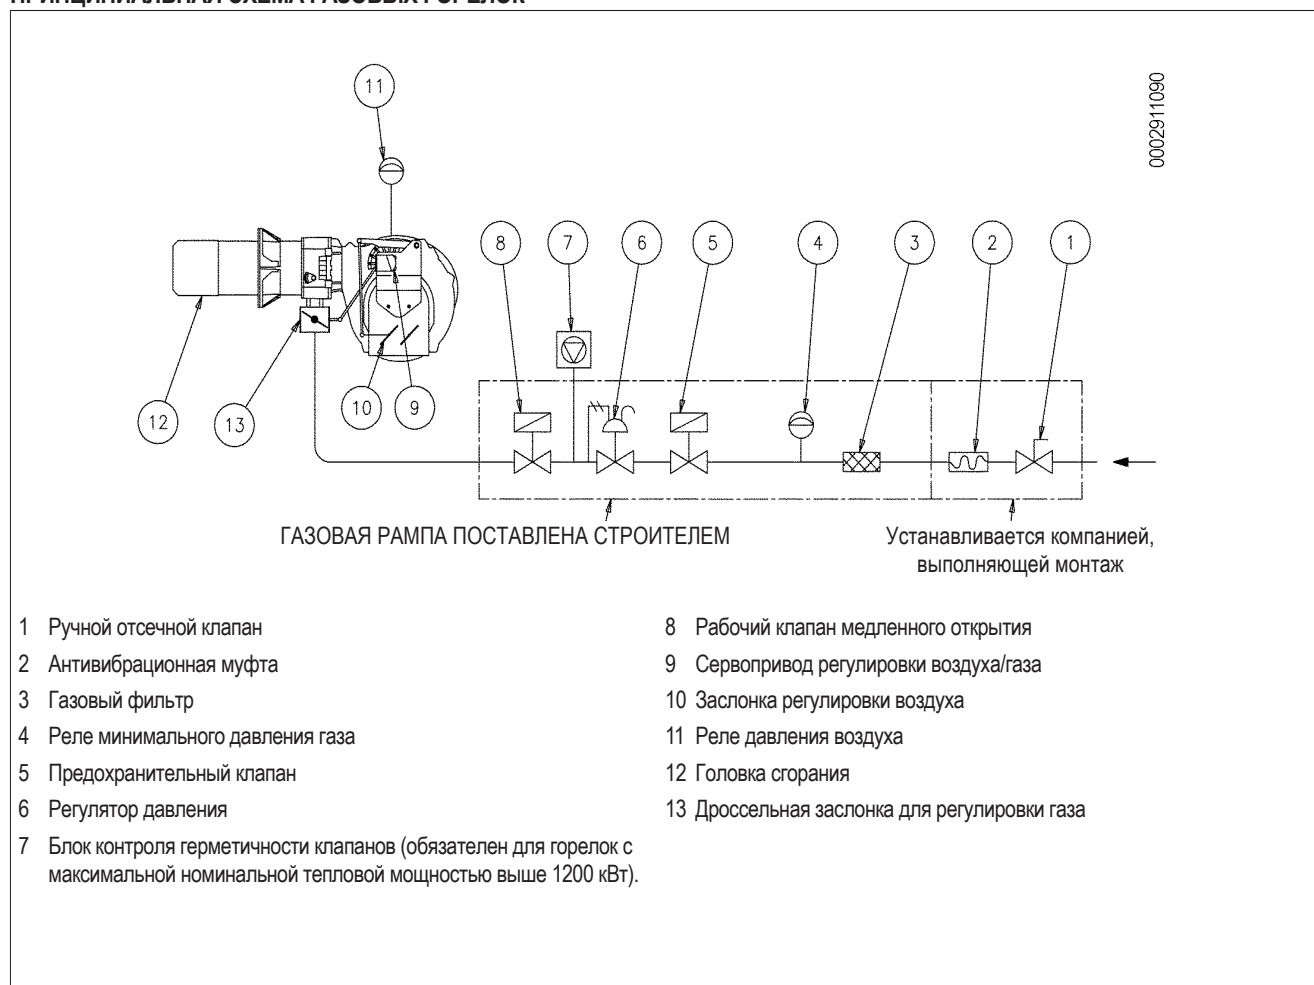 ПРИНЦИПИАЛЬНАЯ СХЕМА ГАЗОВЫХ ГОРЕЛОК
11
0002911090
8
7
6
5
4
3
2
1
12
13
10
9
ГАЗОВАЯ РАМПА ПОСТАВЛЕНА СТРОИТЕЛЕМ
Устанавливается компанией,
выполняющей монтаж
1 Ручной отсечной клапан
2 Антивибрационная муфта
3 Газовый фильтр
4 Реле минимального давления газа
5 Предохранительный клапан
6 Регулятор давления
7 Блок контроля герметичности клапанов (обязателен для горелок с
максимальной номинальной тепловой мощностью выше 1200 кВт).
8 Рабочий клапан медленного открытия
9 Сервопривод регулировки воздуха/газа
10 Заслонка регулировки воздуха
11 Реле давления воздуха
12 Головка сгорания
13 Дроссельная заслонка для регулировки газа